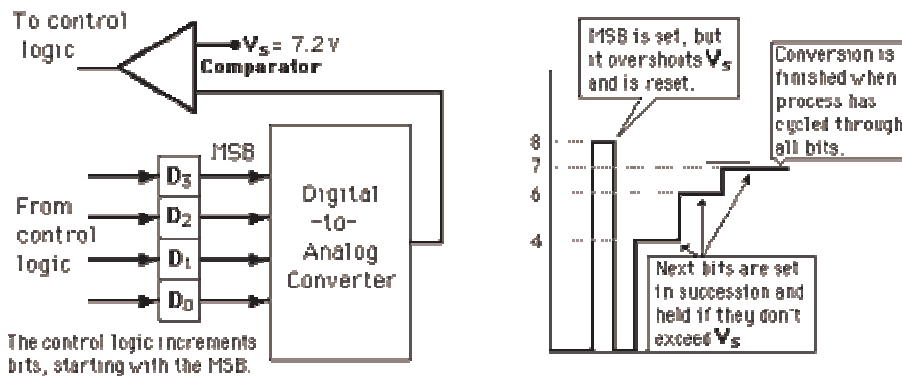 To control
logic
Vs = 7.2 V
Comparator
MSB
From
control
logic
D3
D2
D1
D0
Digital
-to-
Analog
Converter
The control logic increments
bits, starting with the MSB.
MSB is set, but
it overshoots Vs
and is reset.
Conversion is
finished when
process has
cycled through
all bits.
8
7
6
4
Next bits are set
in succession and
held if they don't
exceed Vs